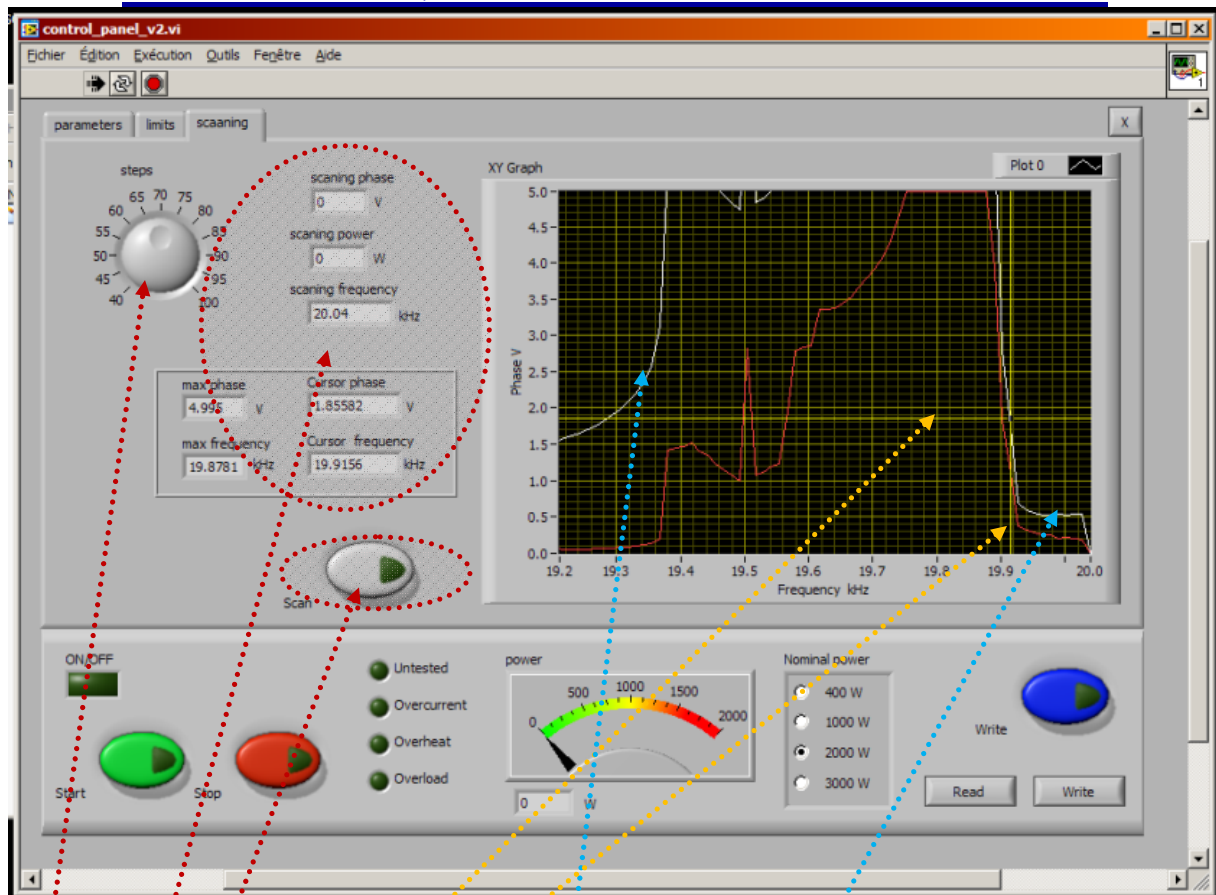 control_panel_v2.vi
Fichier Édition Exécution Outils Fenêtre Aide
1
parameters limits scaaning
X
steps
40 45 50 55 60 65 70 75 80 85 90 95 100
scaning phase
0 V
scaning power
0 W
scaning frequency
20.04 kHz
max phase Cursor phase
4.995 V 1.85582 V
max frequency Cursor frequency
19.8781 kHz 19.9156 kHz
Scan
XY Graph
Plot 0
Phase V
5.0
4.5
4.0
3.5
3.0
2.5
2.0
1.5
1.0
0.5
0.0
19.2 19.3 19.4 19.5 19.6 19.7 19.8 19.9 20.0
Frequency kHz
ON/OFF
Start
Stop
Untested
Overcurrent
Overheat
Overload
power
0 500 1000 1500 2000
0 W
Nominal power
400 W
1000 W
2000 W
3000 W
Write
Read Write